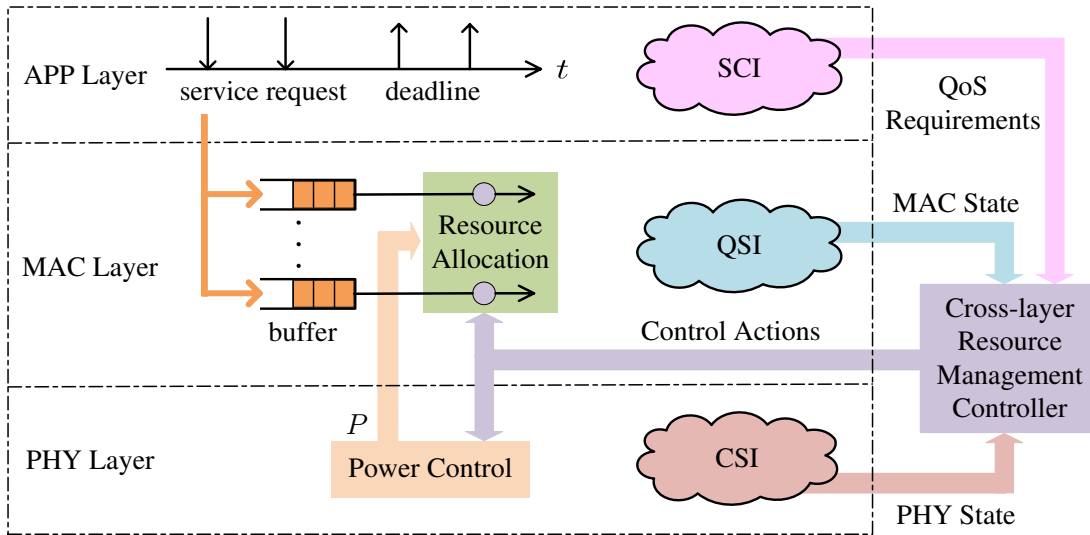 APP Layer
service request
deadline
t
SCI
QoS
Requirements
MAC Layer
buffer
Resource
Allocation
QSI
MAC State
Control Actions
Cross-layer
Resource
Management
Controller
PHY Layer
P
Power Control
CSI
PHY State